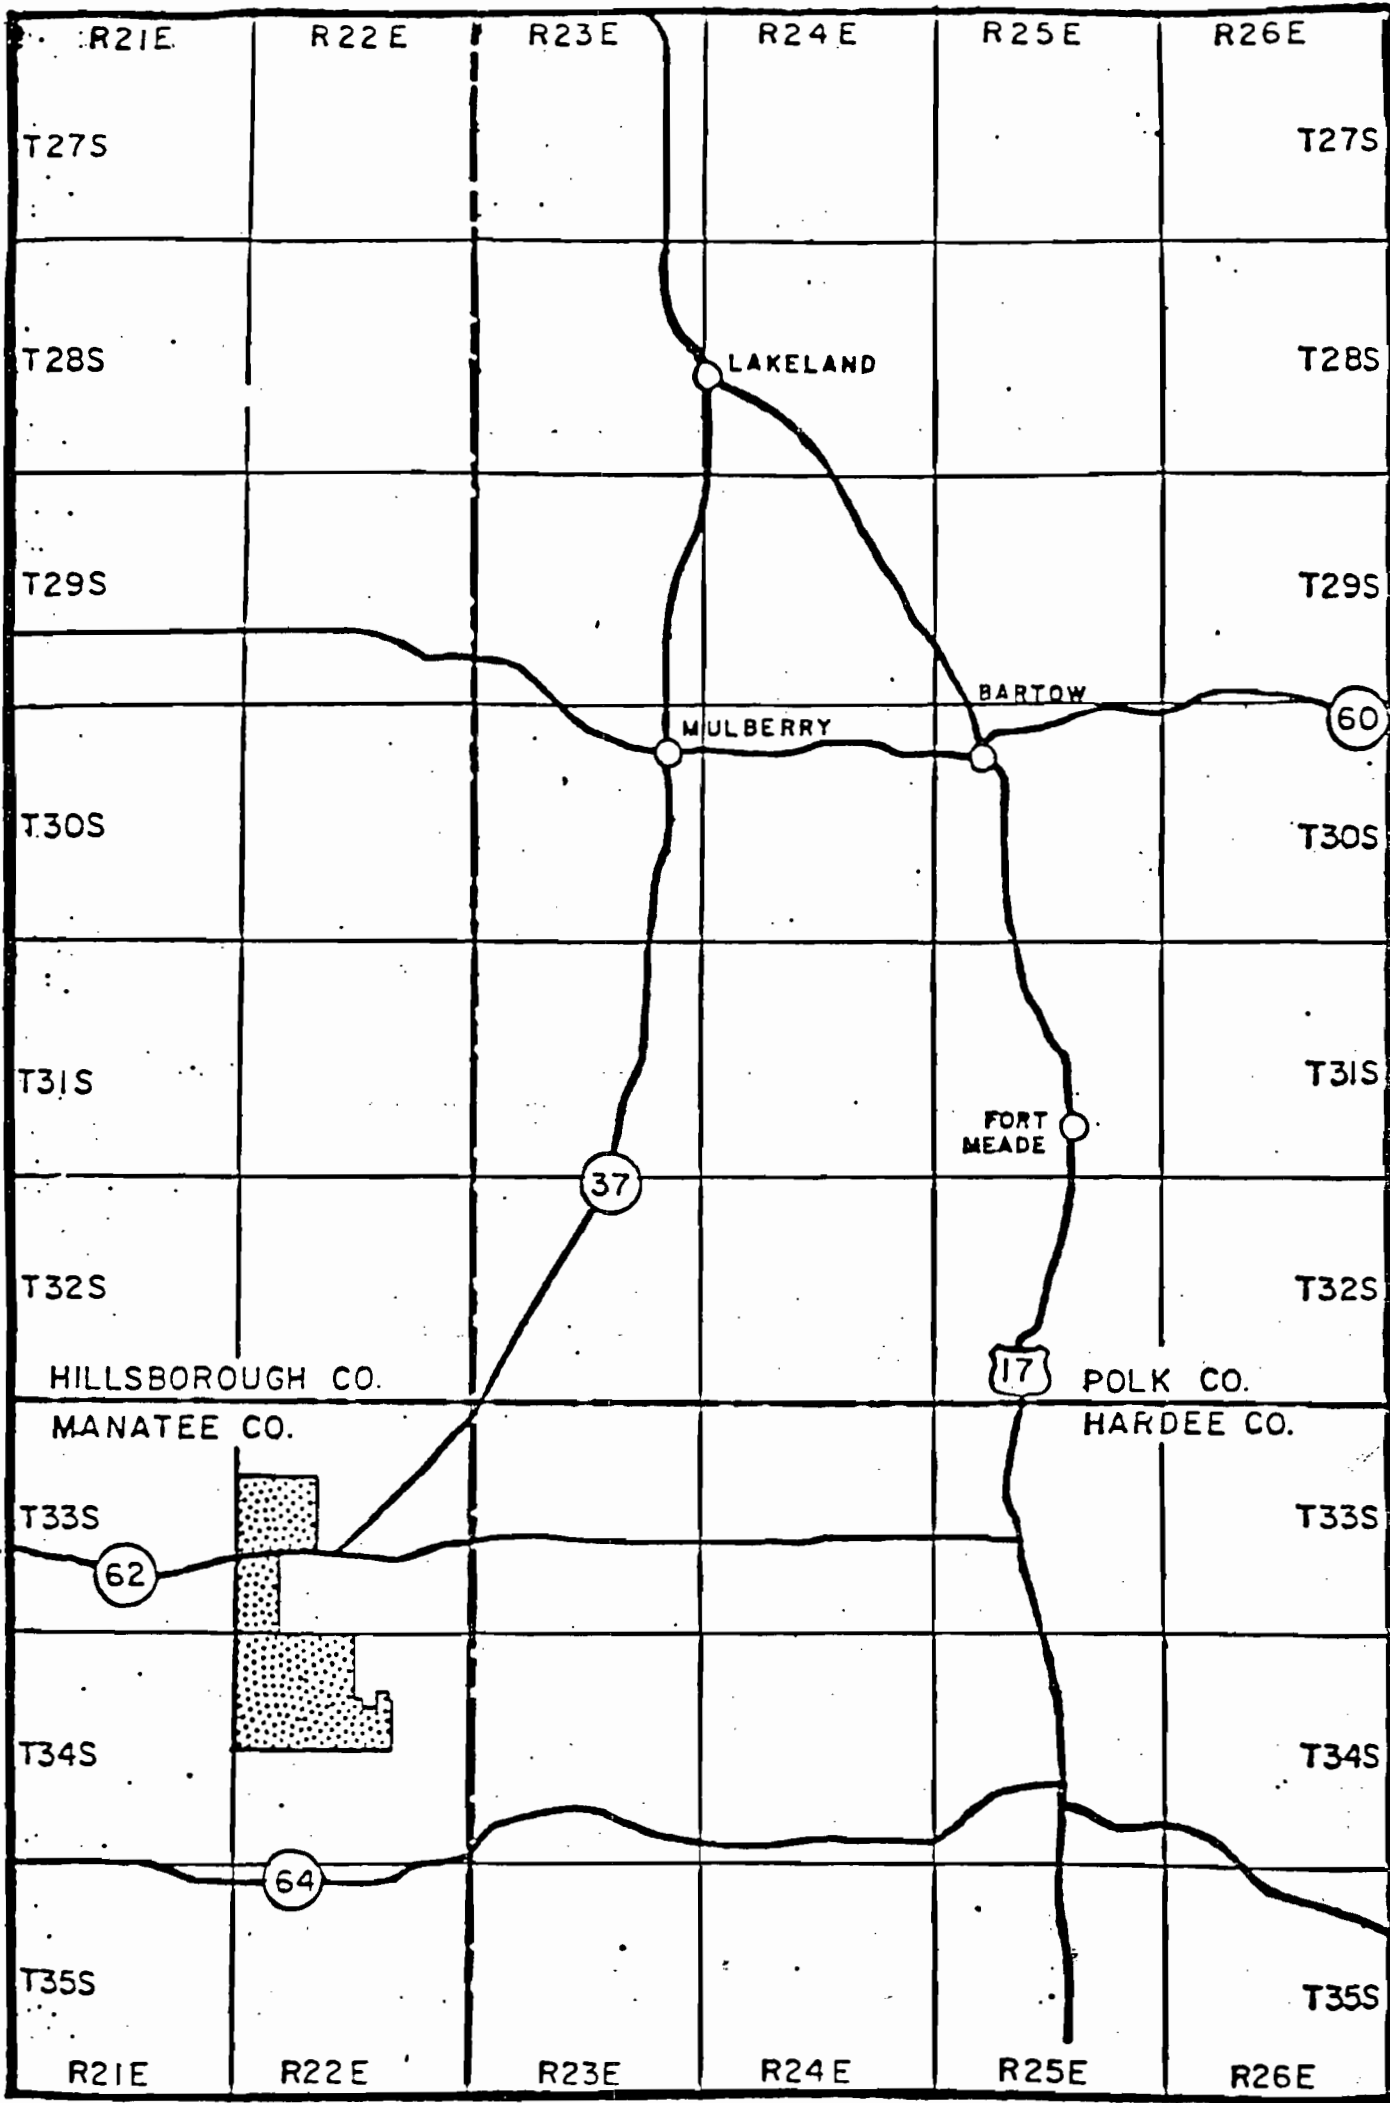 R21E R22E R23E R24E R25E R26E
T27S T27S
T28S LAKELAND T28S
T29S T29S
BARTOW
60
MULBERRY
T30S T30S
T31S T31S
FORT
MEADE
37
T32S T32S
17
HILLSBOROUGH CO. POLK CO.
MANATEE CO. HARDEE CO.
T33S T33S
62
T34S T34S
64
T35S T35S
R21E R22E R23E R24E R25E R26E